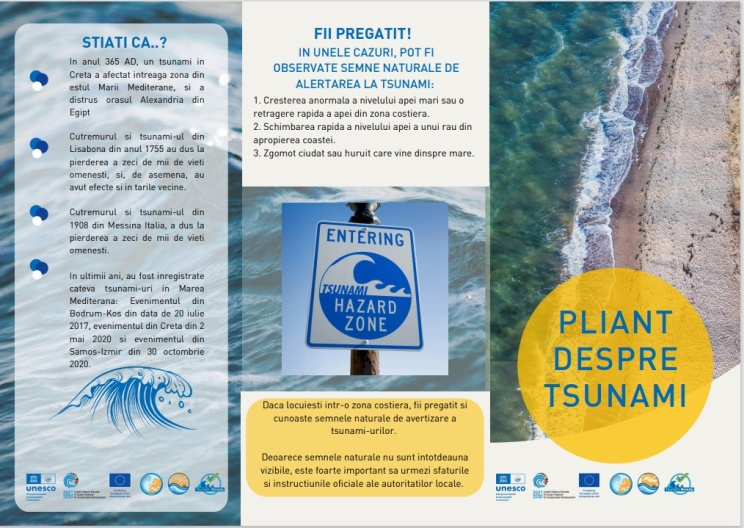 STIATI CA..?
In anul 365 AD, un tsunami in
Creta a afectat intreaga zona din
estul Marii Mediterane, si a
distrus orasul Alexandria din
Egipt
Cutremurul si tsunami-ul din
Lisabona din anul 1755 au dus la
pierderea a zeci de mii de vieti
omenesti, si, de asemena, au
avut efecte si in tarile vecine.
Cutremurul si tsunami-ul din
1908 din Messina Italia, a dus la
pierderea a zeci de mii de vieti
omenesti.
In ultimii ani, au fost inregistrate
cateva tsunami-uri in Marea
Mediterana: Evenimentul din
Bodrum-Kos din data de 20 iulie
2017, evenimentul din Creta din 2
mai 2020 si evenimentul din
Samos-Izmir din 30 octombrie
2020.
unesco
FII PREGATIT!
IN UNELE CAZURI, POT FI
OBSERVATE SEMNE NATURALE DE
ALERTAREA LA TSUNAMI:
1. Cresterea anormala a nivelului apei mari sau o
retragere rapida a apei din zona costiera.
2. Schimbarea rapida a nivelului apei a unui rau din
apropierea coastei.
3. Zgomot ciudat sau huruit care vine dinspre mare.
ENTERING
TSUNAMI
HAZARD
ZONE
Daca locuiesti intr-o zona costiera, fii pregatit si
cunoaste semnele naturale de avertizare a
tsunami-urilor.
Deoarece semnele naturale nu sunt intotdeauna
vizibile, este foarte important sa urmezi sfaturile
si instructiunile oficiale ale autoritatilor locale.
PLIANT
DESPRE
TSUNAMI
unesco